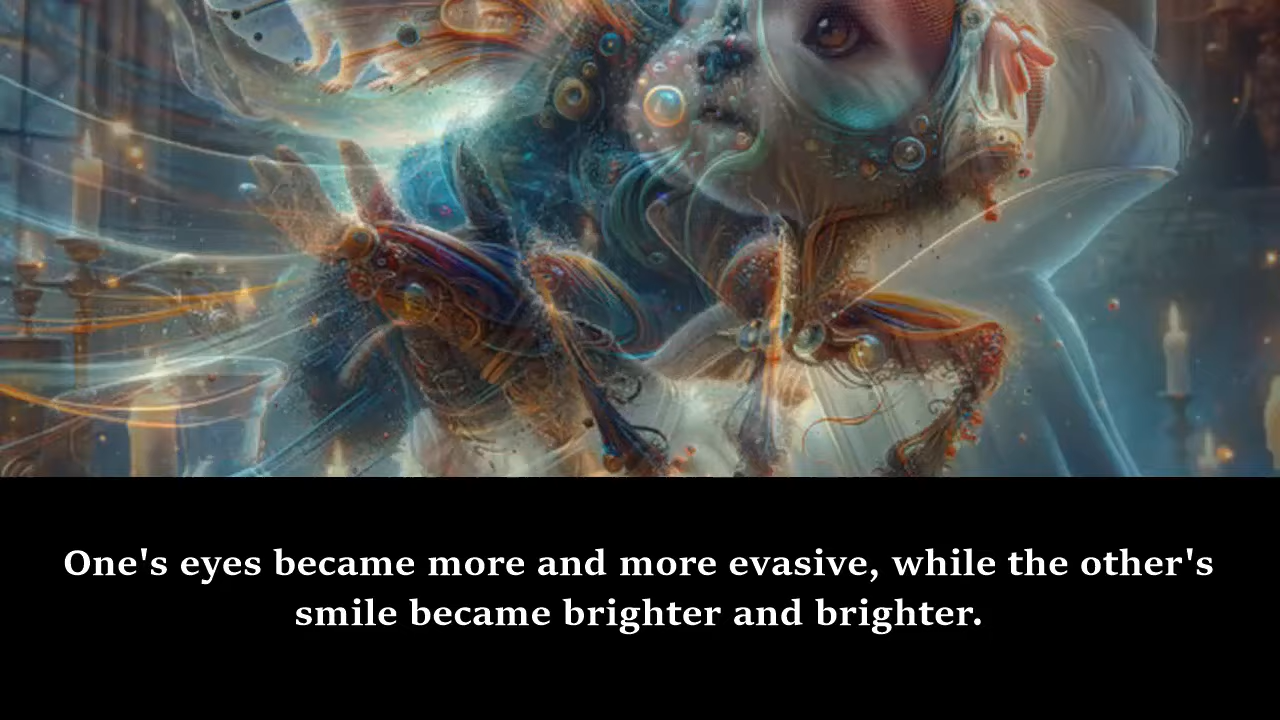 One's eyes became more and more evasive, while the other's
smile became brighter and brighter.